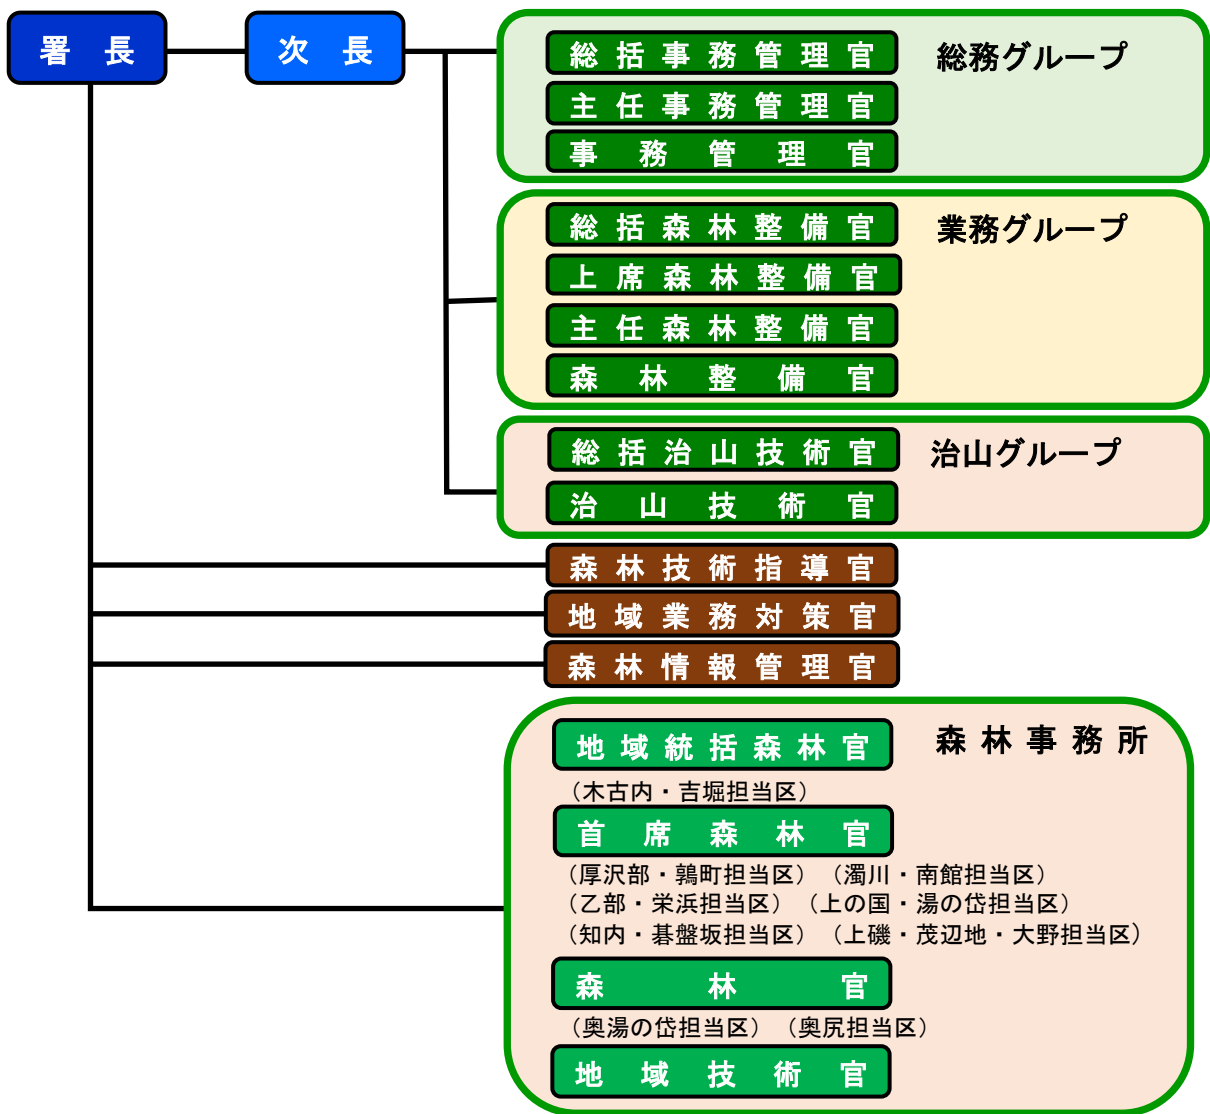 署長
次長
総務グループ
総括事務管理官
主任事務管理官
事務管理官
業務グループ
総括森林整備官
上席森林整備官
主任森林整備官
森林整備官
治山グループ
総括治山技術官
治山技術官
森林技術指導官
地域業務対策官
森林情報管理官
森林事務所
地域統括森林官
（木古内・吉堀担当区）
首席森林官
（厚沢部・鶉町担当区）（濁川・南館担当区）
（乙部・栄浜担当区）（上の国・湯の岱担当区）
（知内・碁盤坂担当区）（上磯・茂辺地・大野担当区）
森林官
（奥湯の岱担当区）（奥尻担当区）
地域技術官